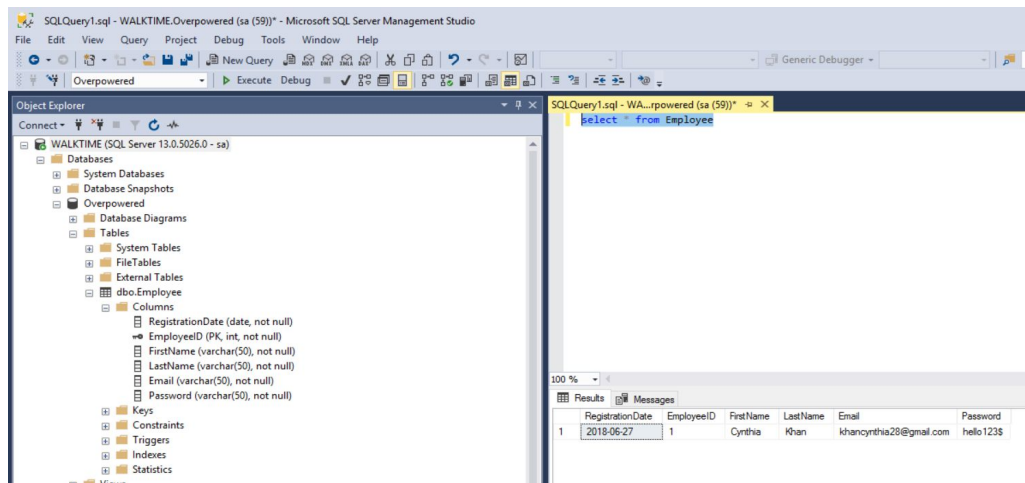 SQLQuery1.sql - WALKTIME.Overpowered (sa (59))* - Microsoft SQL Server Management Studio
File Edit View Query Project Debug Tools Window Help
New Query Generic Debugger
Overpowered Execute Debug
Object Explorer
Connect
WALKTIME (SQL Server 13.0.5026.0 - sa)
Databases
System Databases
Database Snapshots
Overpowered
Database Diagrams
Tables
System Tables
FileTables
External Tables
dbo.Employee
Columns
RegistrationDate (date, not null)
EmployeeID (PK, int, not null)
FirstName (varchar(50), not null)
LastName (varchar(50), not null)
Email (varchar(50), not null)
Password (varchar(50), not null)
Keys
Constraints
Triggers
Indexes
Statistics
Views
SQLQuery1.sql - WA...rpowered (sa (59))*
select * from Employee
100 %
Results Messages
RegistrationDate EmployeeID FirstName LastName Email Password
1 2018-06-27 1 Cynthia Khan khancynthia28@gmail.com hello123$